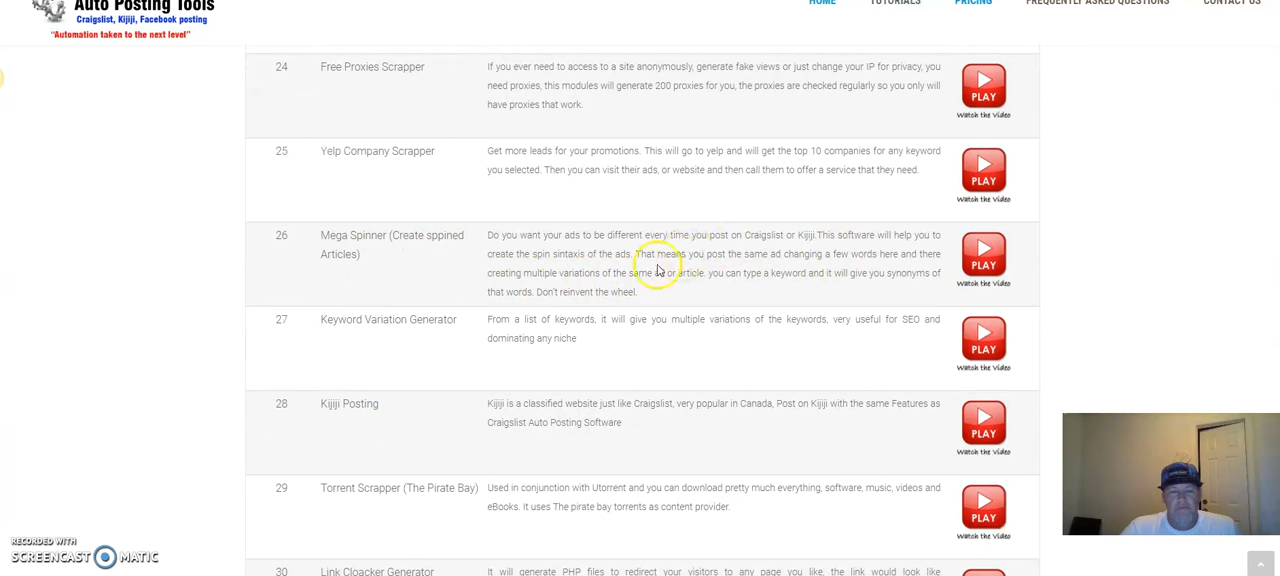 Auto Posting Tools
Craigslist, Kijiji, Facebook posting
"Automation taken to the next level"
HOME TUTORIALS PRICING FREQUENTLY ASKED QUESTIONS CONTACT US
24 Free Proxies Scrapper
If you ever need to access to a site anonymously, generate fake views or just change your IP for privacy, you
need proxies, this modules will generate 200 proxies for you, the proxies are checked regularly so you only will
have proxies that work.
PLAY
Watch the Video
25 Yelp Company Scrapper
Get more leads for your promotions. This will go to yelp and will get the top 10 companies for any keyword
you selected. Then you can visit their ads, or website and then call them to offer a service that they need.
PLAY
Watch the Video
26 Mega Spinner (Create sppined
Articles)
Do you want your ads to be different every time you post on Craigslist or Kijiji.This software will help you to
create the spin sintaxis of the ads. That means you post the same ad changing a few words here and there
creating multiple variations of the same ad or article. you can type a keyword and it will give you synonyms of
that words. Don't reinvent the wheel.
PLAY
Watch the Video
27 Keyword Variation Generator
From a list of keywords, it will give you multiple variations of the keywords, very useful for SEO and
dominating any niche
PLAY
Watch the Video
28 Kijiji Posting
Kijiji is a classified website just like Craigslist, very popular in Canada, Post on Kijiji with the same Features as
Craigslist Auto Posting Software
PLAY
Watch the Video
29 Torrent Scrapper (The Pirate Bay)
Used in conjunction with Utorrent and you can download pretty much everything, software, music, videos and
eBooks. It uses The pirate bay torrents as content provider.
PLAY
Watch the Video
30 Link Cloacker Generator
It will generate PHP files to redirect your visitors to any page you like, the link would look like
RECORDED WITH
SCREENCAST MATIC